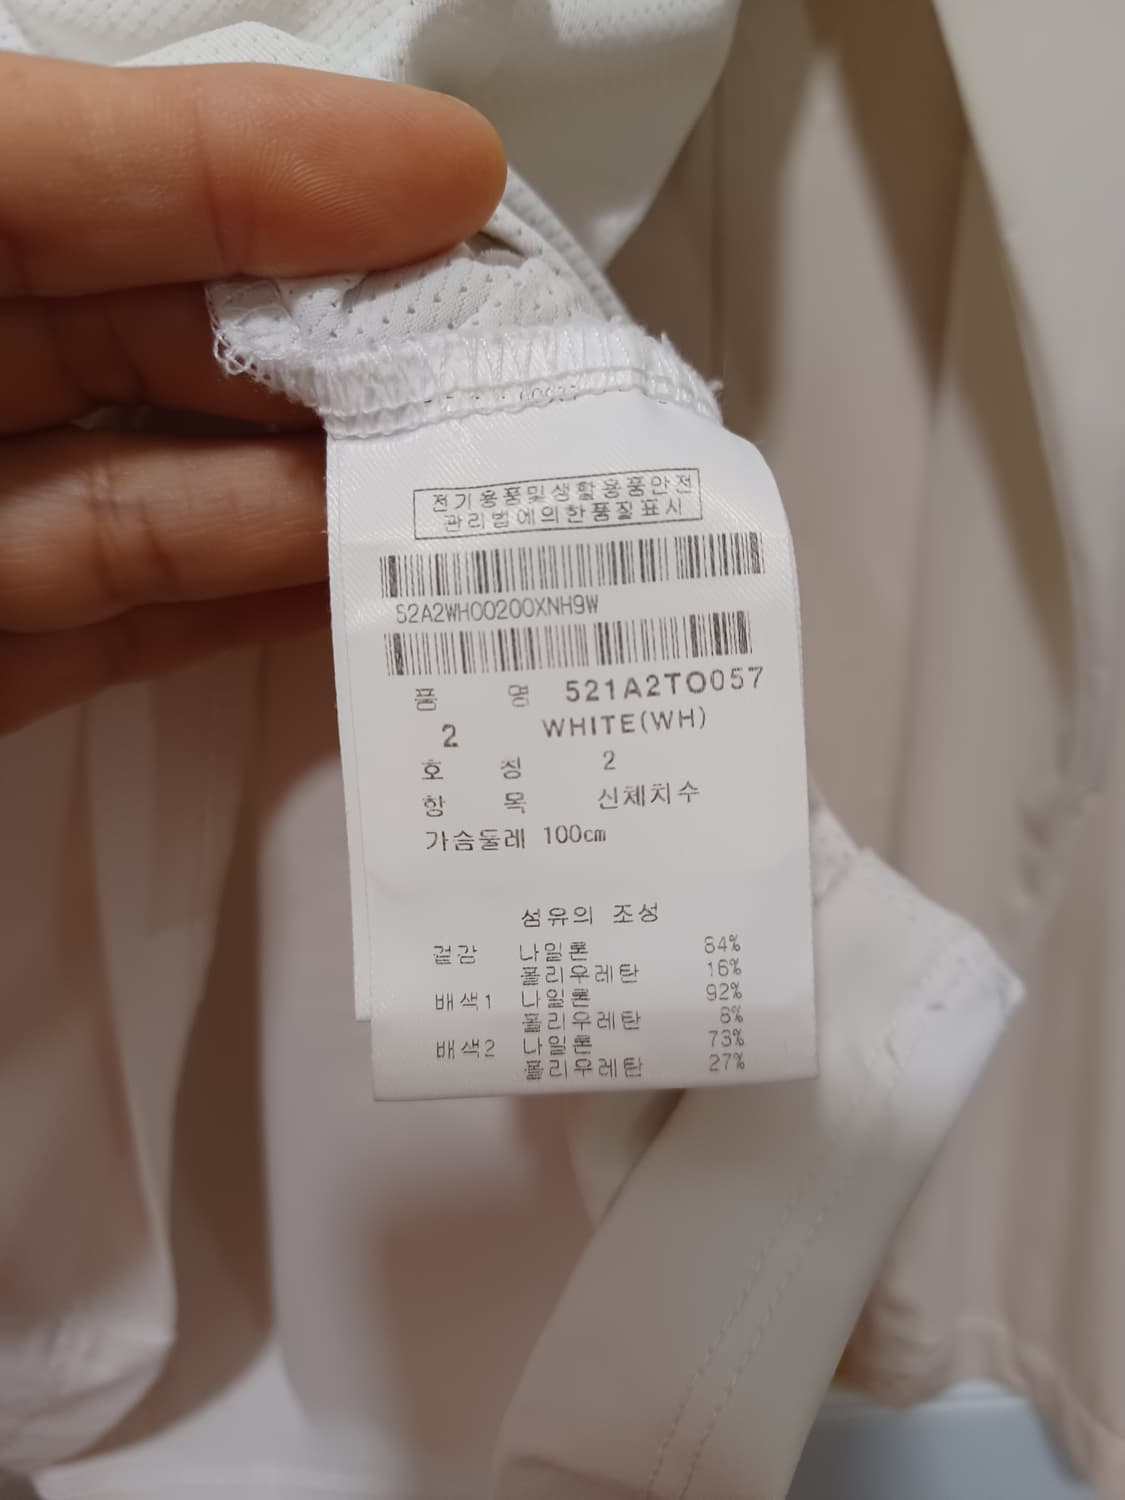 전기용품및생활용품안전
관리법에의한품질표시
52A2WH00200XNH9W
품 명 521A2TO057
2 WHITE(WH)
호 칭 2
항 목 신체치수
가슴둘레 100cm
섬유의 조성
겉감 나일론 84%
폴리우레탄 16%
배색1 나일론 92%
폴리우레탄 8%
배색2 나일론 73%
폴리우레탄 27%